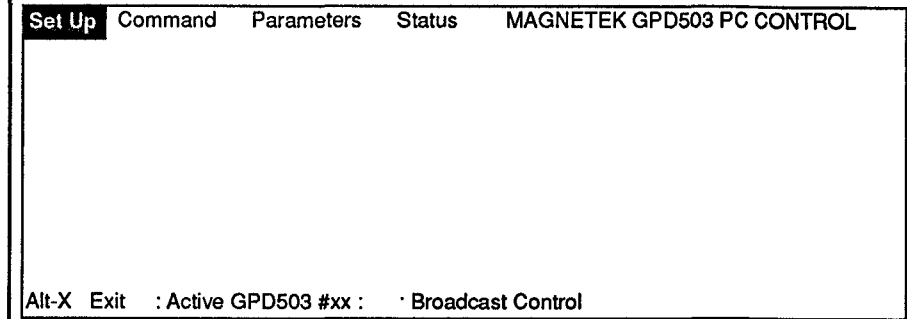 Set Up Command Parameters Status MAGNETEK GPD503 PC CONTROL
Alt-X Exit : Active GPD503 #xx : · Broadcast Control